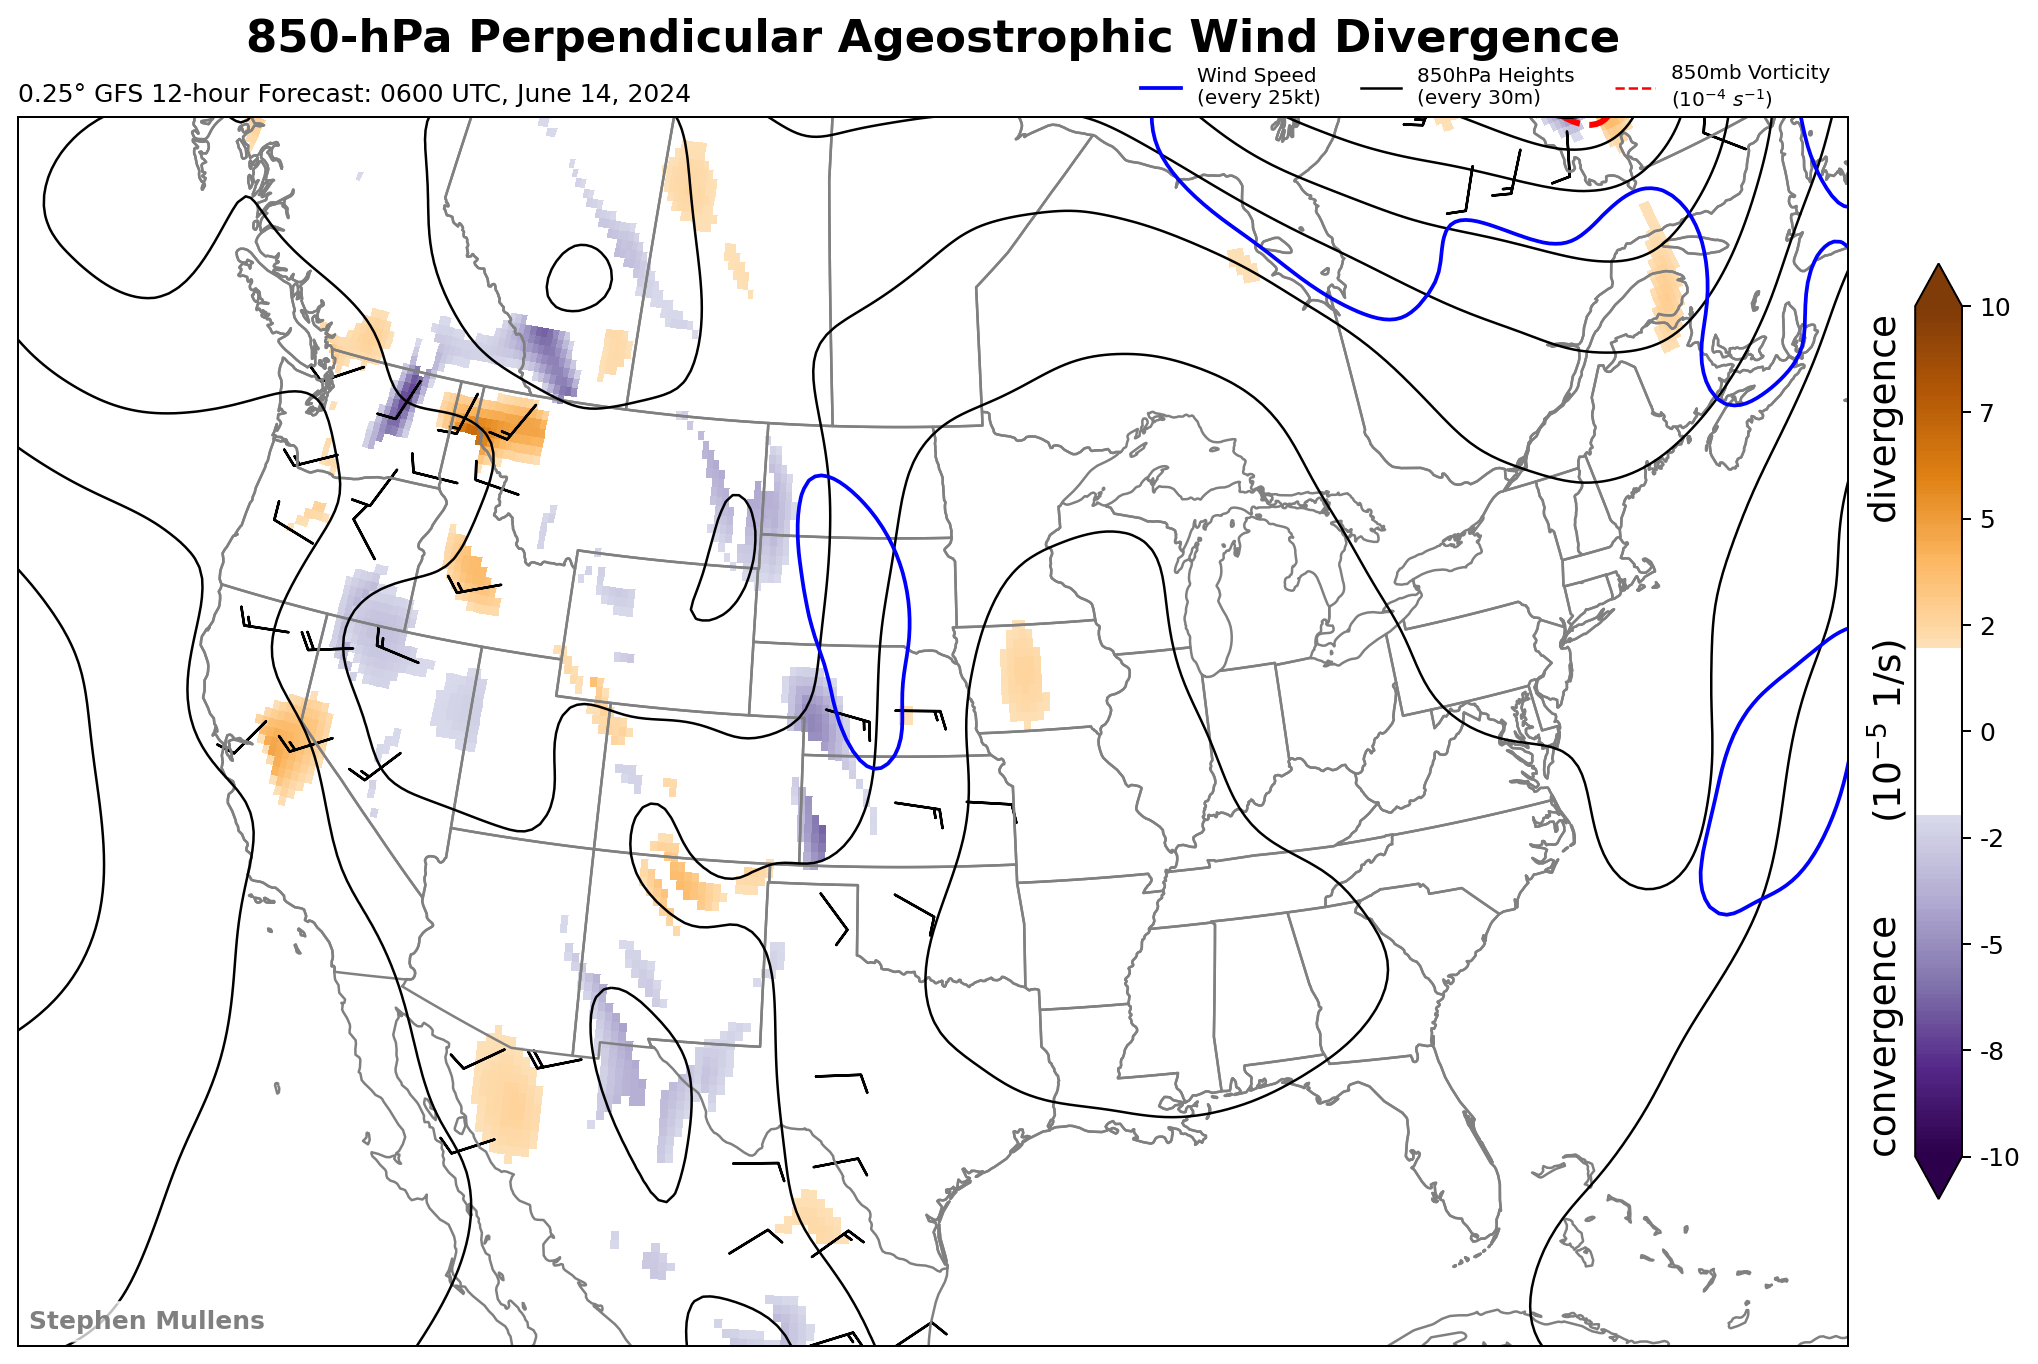 850-hPa Perpendicular Ageostrophic Wind Divergence
0.25° GFS 12-hour Forecast: 0600 UTC, June 14, 2024
Wind Speed
(every 25kt)
850hPa Heights
(every 30m)
850mb Vorticity
(10⁻⁴ s⁻¹)
10
7
5
2
0
-2
-5
-8
-10
divergence
(10⁻⁵ 1/s)
convergence
Stephen Mullens